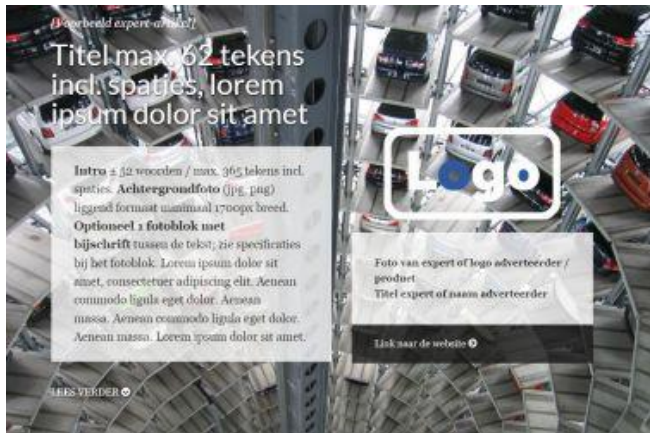 [Voorbeeld expert-artikel]
Titel max. 62 tekens
incl. spaties, lorem
ipsum dolor sit amet
Intro ± 52 woorden / max. 365 tekens incl.
spaties. Achtergrondfoto (jpg, png)
liggend formaat minimaal 1700px breed.
Optioneel 1 fotoblok met
bijschrift tussen de tekst; zie specificaties
bij het fotoblok. Lorem ipsum dolor sit
amet, consectetuer adipiscing elit. Aenean
commodo ligula eget dolor. Aenean
massa. Aenean commodo ligula eget dolor.
Aenean massa. Lorem ipsum dolor sit amet.
LEES VERDER
Logo
Foto van expert of logo adverteerder /
product
Titel expert of naam adverteerder
Link naar de website